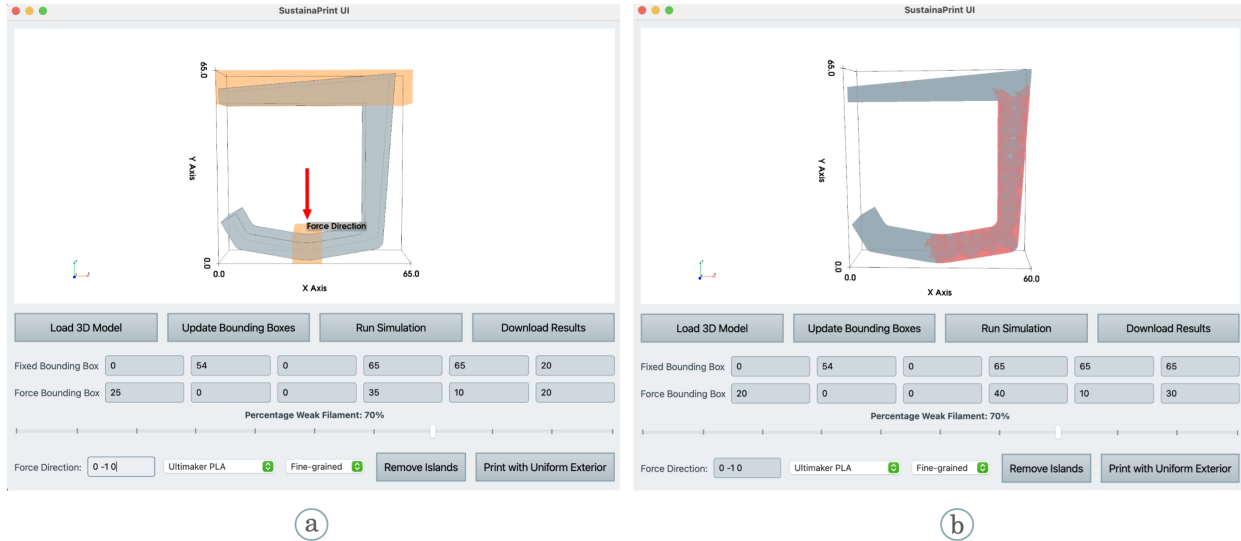 SustainaPrint UI
65.0
Y Axis
Force Direction
0.0
0.0
65.0
X Axis
Load 3D Model
Update Bounding Boxes
Run Simulation
Download Results
Fixed Bounding Box 0 54 0 65 65 20
Force Bounding Box 25 0 0 35 10 20
Percentage Weak Filament: 70%
Force Direction: 0 -1 0 Ultimaker PLA Fine-grained Remove Islands Print with Uniform Exterior
a
SustainaPrint UI
65.0
Y Axis
0.0
0.0
60.0
X Axis
Load 3D Model
Update Bounding Boxes
Run Simulation
Download Results
Fixed Bounding Box 0 54 0 65 65 65
Force Bounding Box 20 0 0 40 10 30
Percentage Weak Filament: 70%
Force Direction: 0 -1 0 Ultimaker PLA Fine-grained Remove Islands Print with Uniform Exterior
b